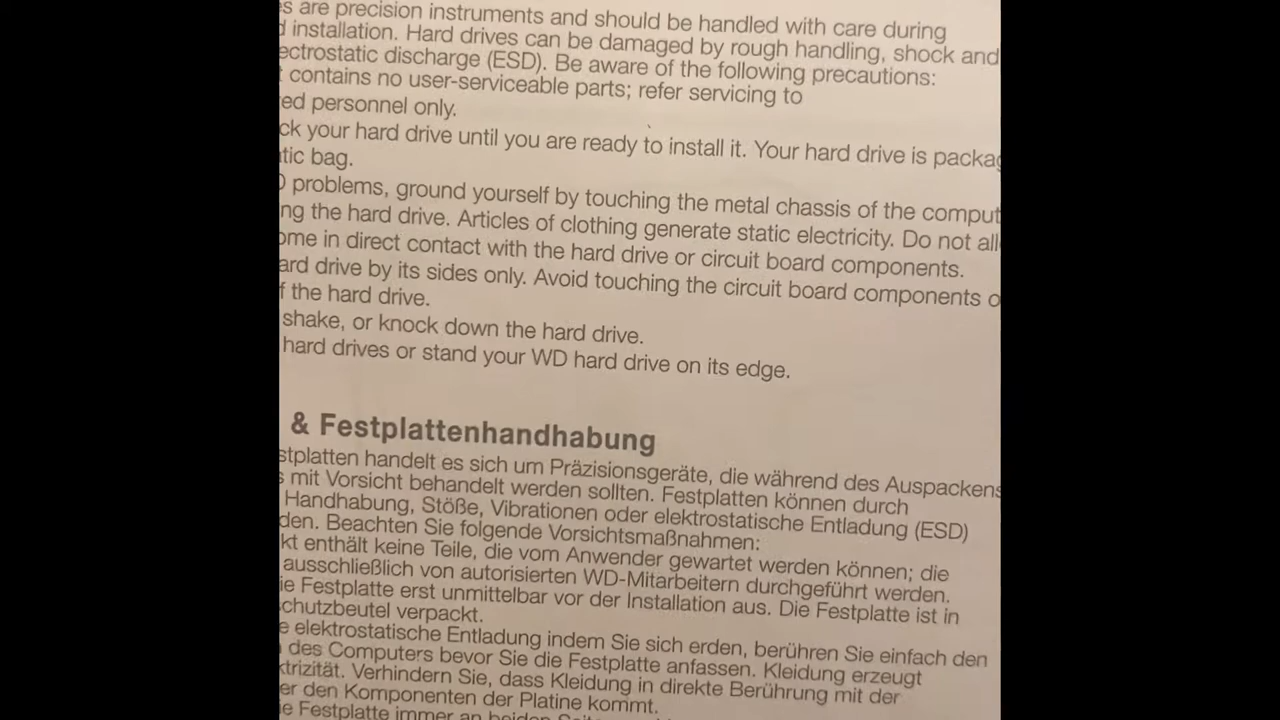 s are precision instruments and should be handled with care during
d installation. Hard drives can be damaged by rough handling, shock and
ectrostatic discharge (ESD). Be aware of the following precautions:
t contains no user-serviceable parts; refer servicing to
ed personnel only.
ck your hard drive until you are ready to install it. Your hard drive is packag
tic bag.
D problems, ground yourself by touching the metal chassis of the comput
ng the hard drive. Articles of clothing generate static electricity. Do not all
ome in direct contact with the hard drive or circuit board components.
ard drive by its sides only. Avoid touching the circuit board components o
f the hard drive.
shake, or knock down the hard drive.
hard drives or stand your WD hard drive on its edge.
& Festplattenhandhabung
stplatten handelt es sich um Präzisionsgeräte, die während des Auspackens
s mit Vorsicht behandelt werden sollten. Festplatten können durch
Handhabung, Stöße, Vibrationen oder elektrostatische Entladung (ESD)
den. Beachten Sie folgende Vorsichtsmaßnahmen:
kt enthält keine Teile, die vom Anwender gewartet werden können; die
ausschließlich von autorisierten WD-Mitarbeitern durchgeführt werden.
ie Festplatte erst unmittelbar vor der Installation aus. Die Festplatte ist in
schutzbeutel verpackt.
e elektrostatische Entladung indem Sie sich erden, berühren Sie einfach den
des Computers bevor Sie die Festplatte anfassen. Kleidung erzeugt
ktrizität. Verhindern Sie, dass Kleidung in direkte Berührung mit der
er den Komponenten der Platine kommt.
ie Festplatte immer an beiden